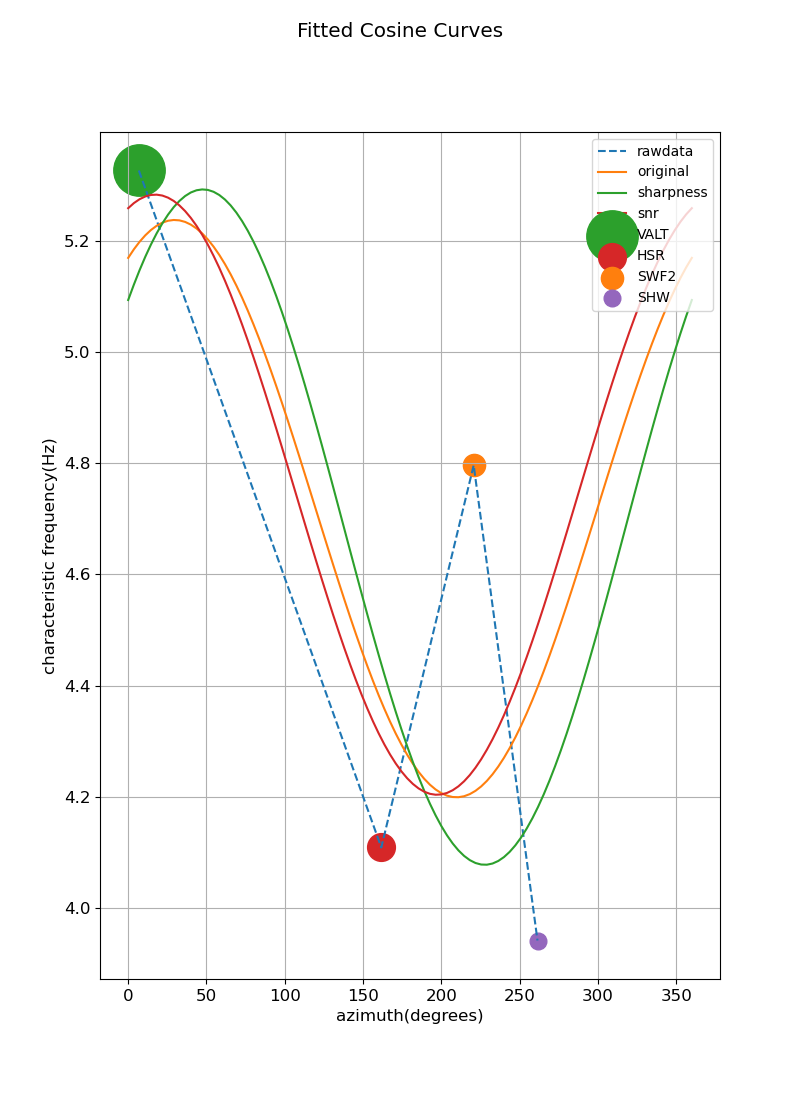 Fitted Cosine Curves
rawdata
original
sharpness
snr
VALT
HSR
SWF2
SHW
characteristic frequency(Hz)
5.2
5.0
4.8
4.6
4.4
4.2
4.0
0 50 100 150 200 250 300 350
azimuth(degrees)